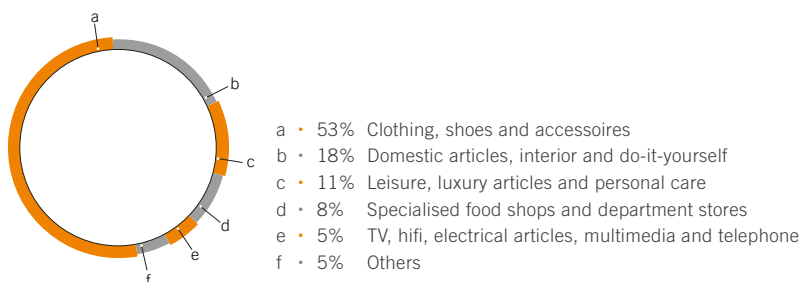 a
b
c
d
e
f
a • 53% Clothing, shoes and accessoires
b • 18% Domestic articles, interior and do-it-yourself
c • 11% Leisure, luxury articles and personal care
d • 8% Specialised food shops and department stores
e • 5% TV, hifi, electrical articles, multimedia and telephone
f • 5% Others